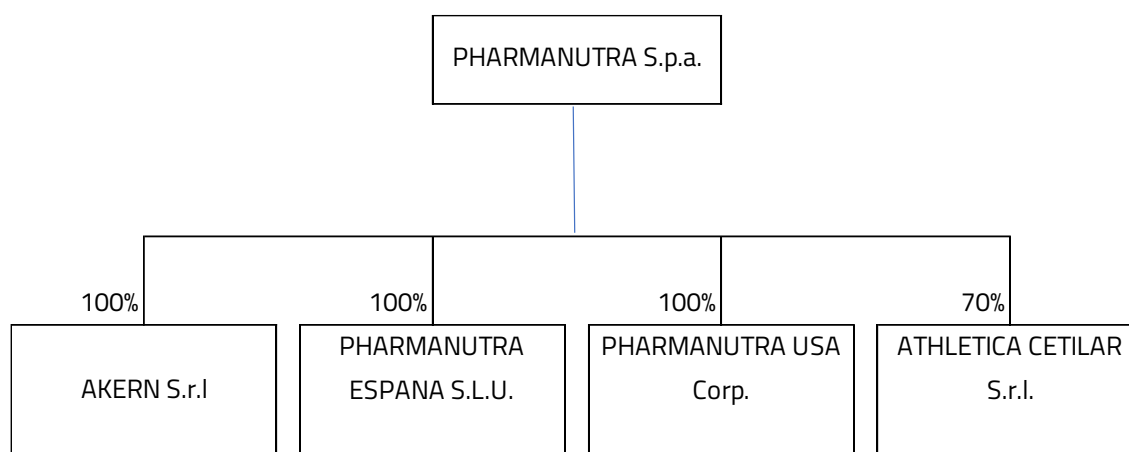 PHARMANUTRA S.p.a.
100%
100%
100%
70%
AKERN S.r.l
PHARMANUTRA
ESPANA S.L.U.
PHARMANUTRA USA
Corp.
ATHLETICA CETILAR
S.r.l.